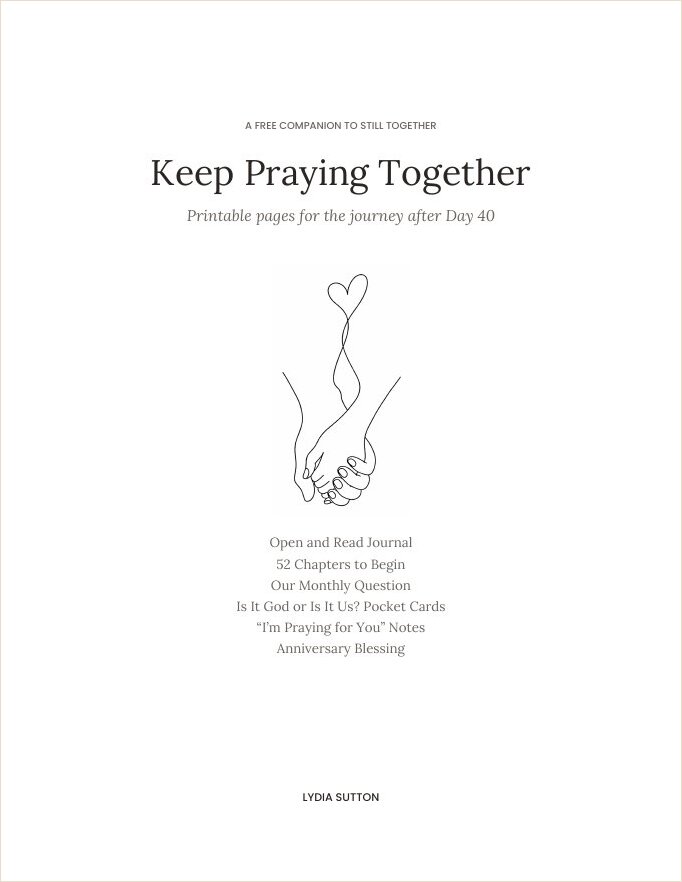 A FREE COMPANION TO STILL TOGETHER
Keep Praying Together
Printable pages for the journey after Day 40
Open and Read Journal
52 Chapters to Begin
Our Monthly Question
Is It God or Is It Us? Pocket Cards
“I’m Praying for You” Notes
Anniversary Blessing
LYDIA SUTTON